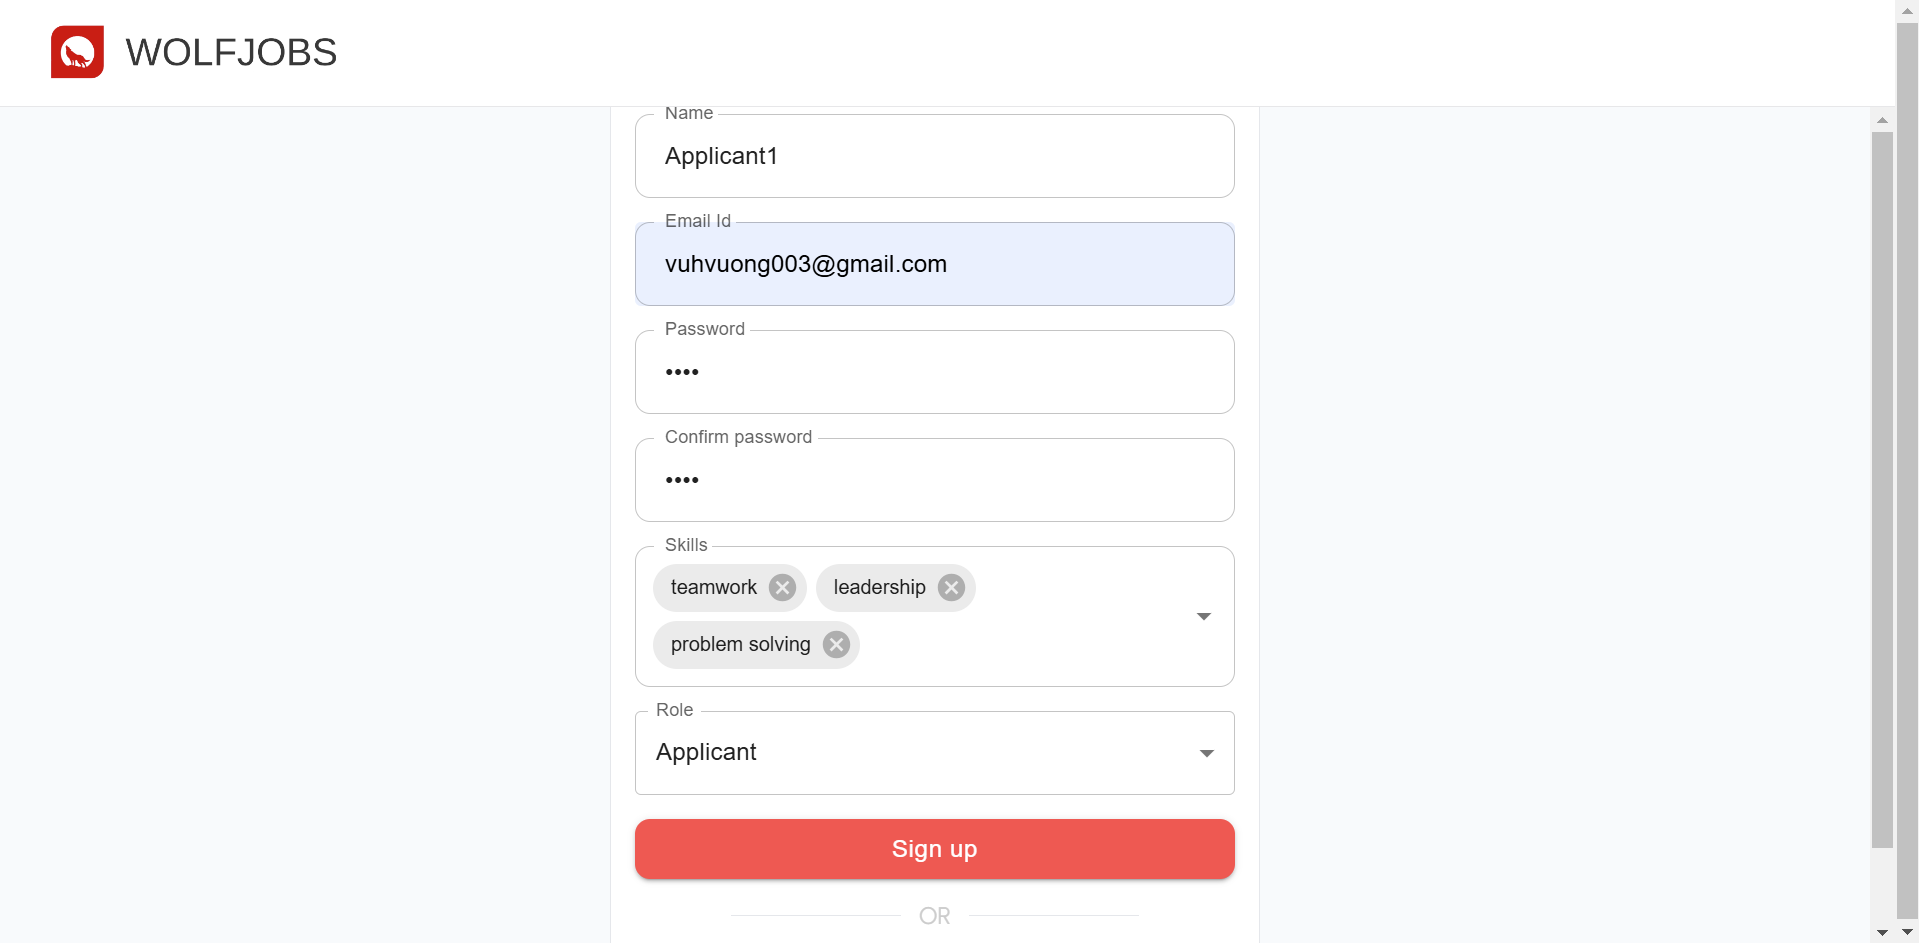 WOLFJOBS
Name
Applicant1
Email Id
vuhvuong003@gmail.com
Password
••••
Confirm password
••••
Skills
teamwork leadership
problem solving
Role
Applicant
Sign up
OR